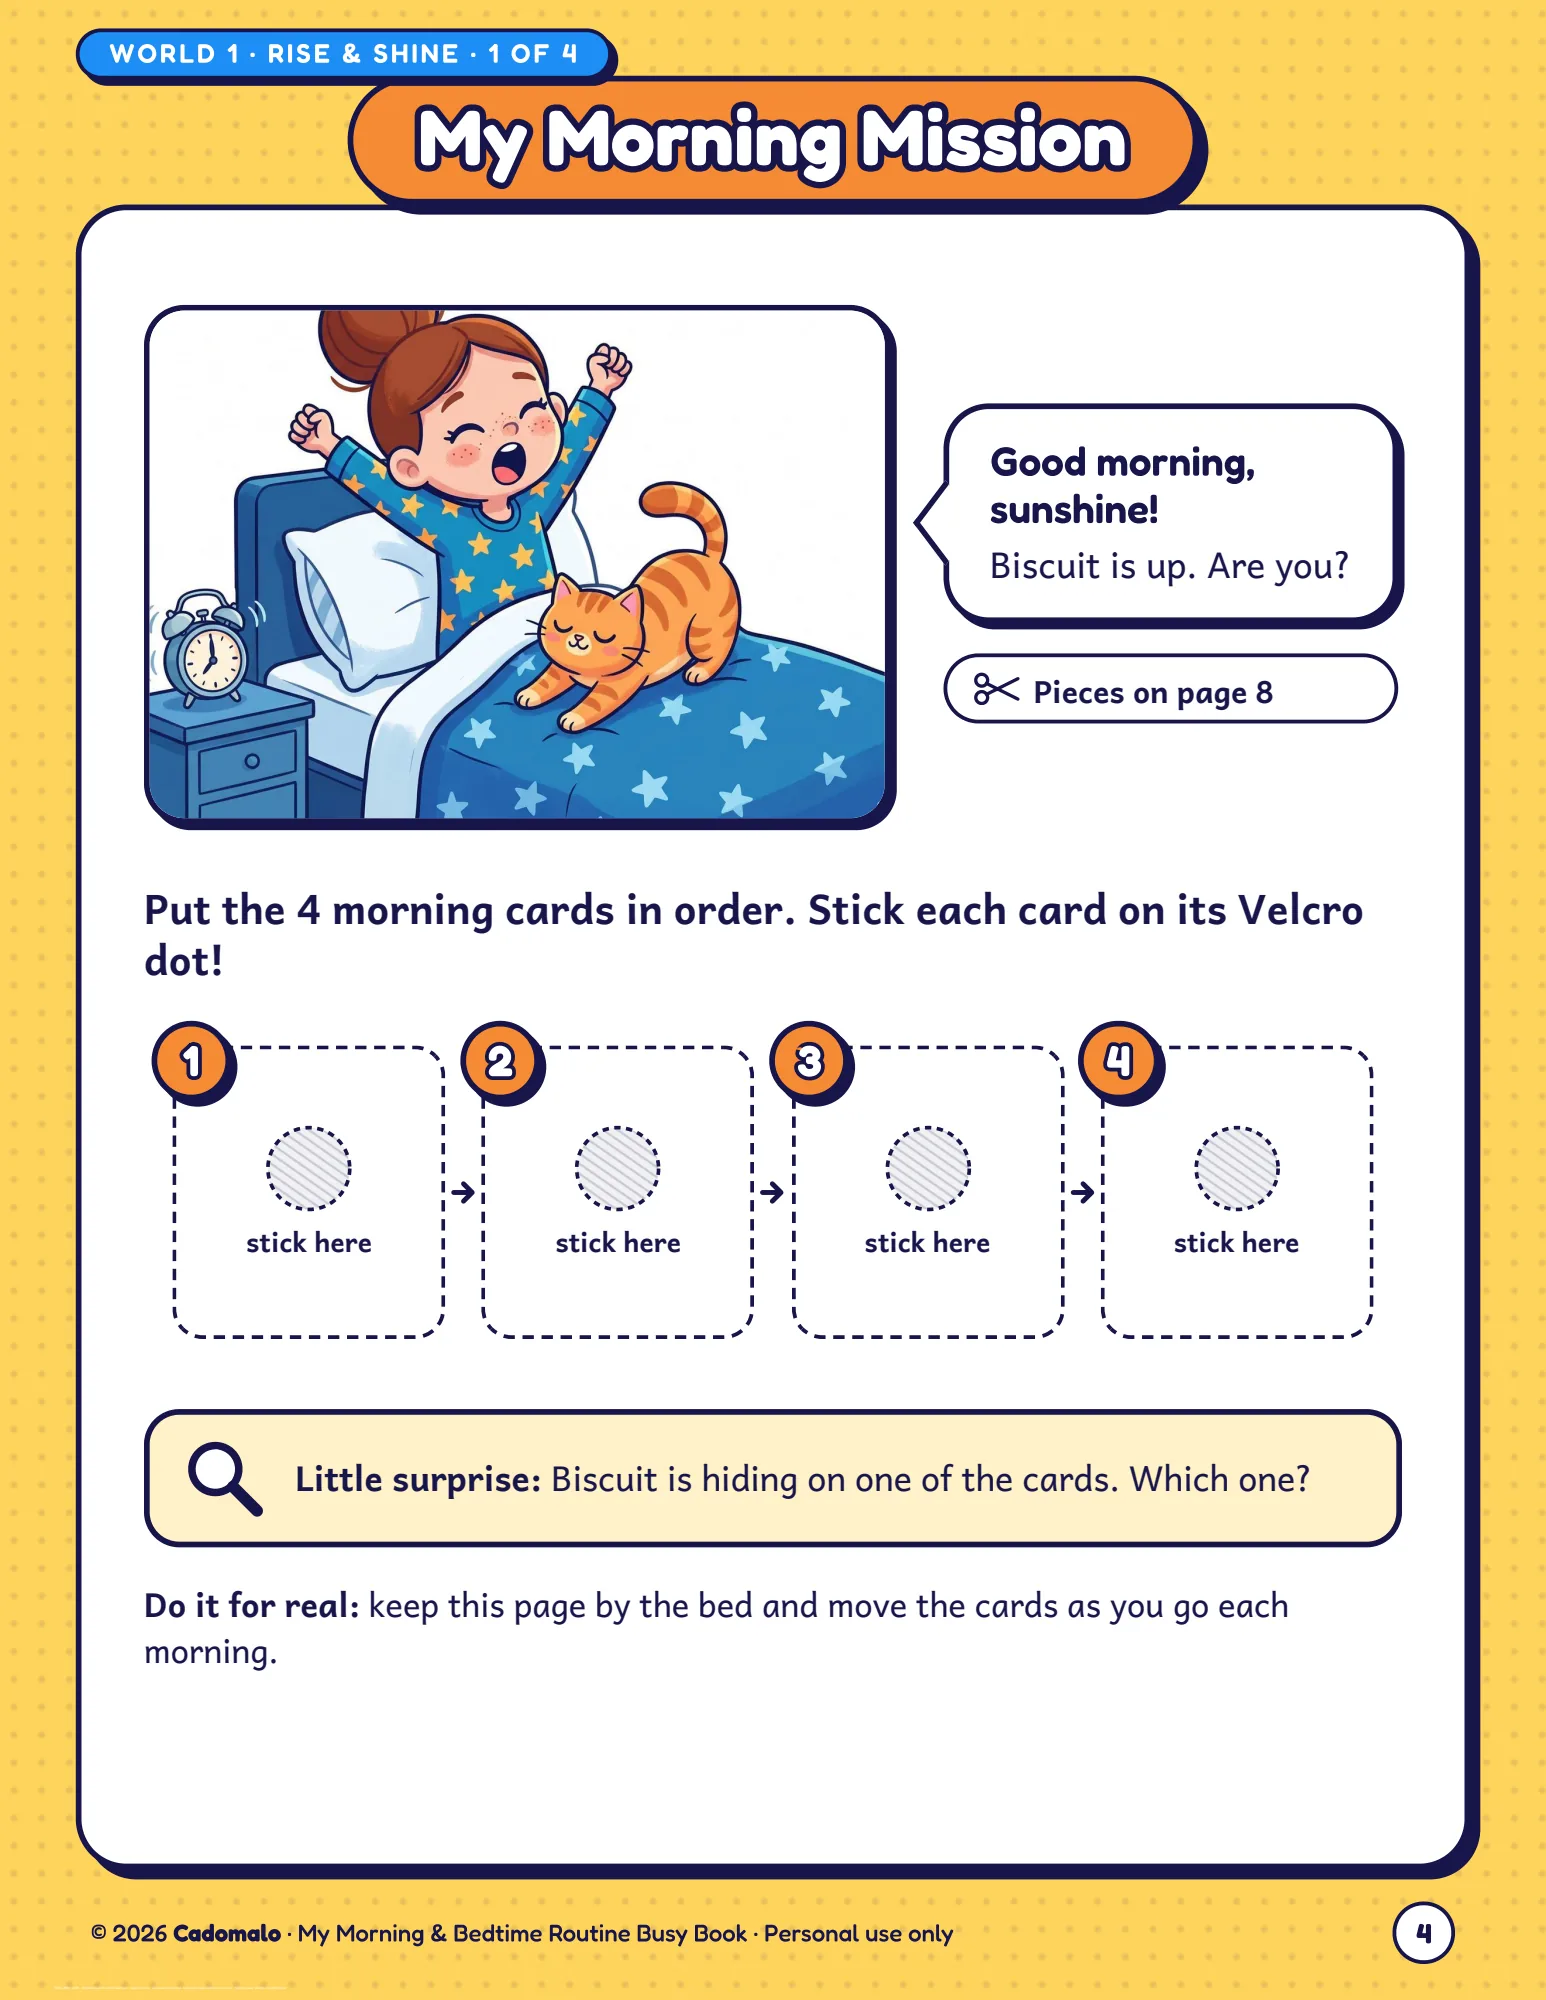 WORLD 1 · RISE & SHINE · 1 OF 4
My Morning Mission
Good morning,
sunshine!
Biscuit is up. Are you?
Pieces on page 8
Put the 4 morning cards in order. Stick each card on its Velcro
dot!
1 2 3 4
stick here stick here stick here stick here
Little surprise: Biscuit is hiding on one of the cards. Which one?
Do it for real: keep this page by the bed and move the cards as you go each
morning.
© 2026 Cadomalo · My Morning & Bedtime Routine Busy Book · Personal use only
4